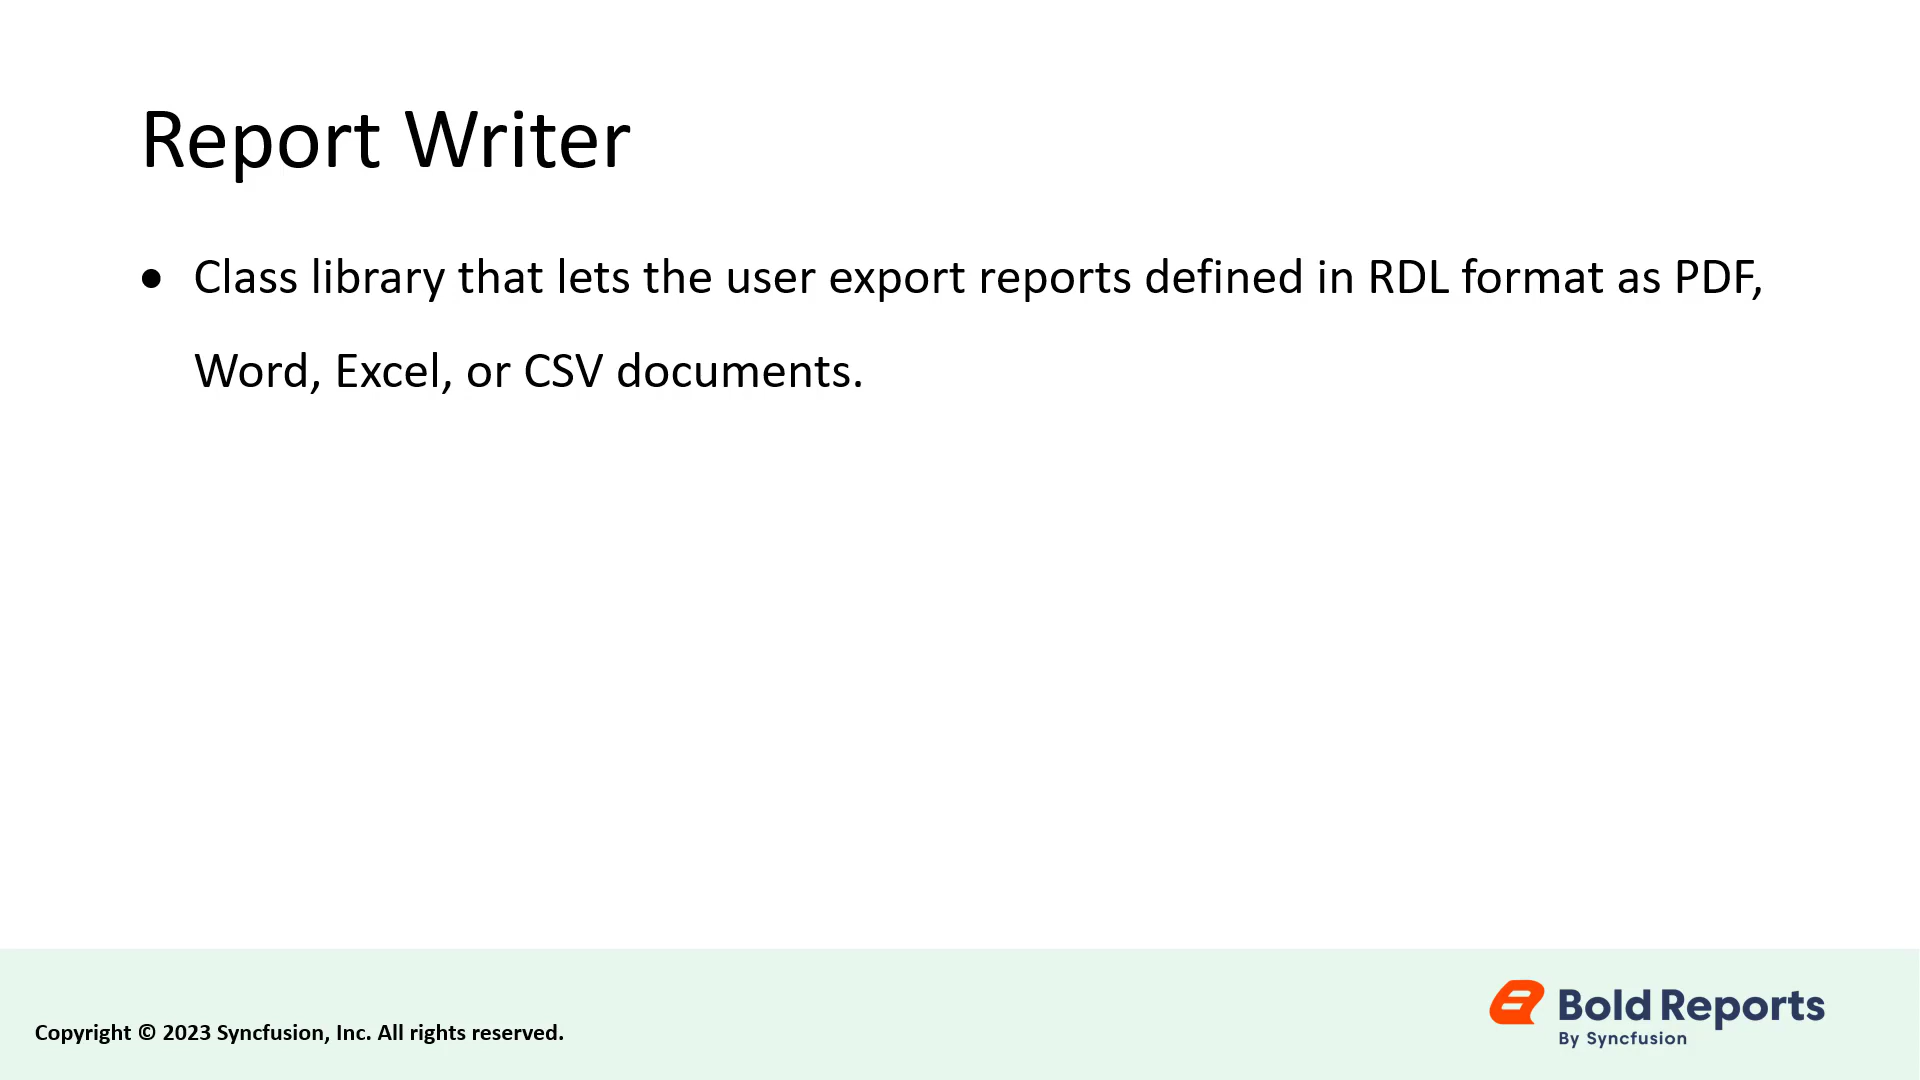 Report Writer
● Class library that lets the user export reports defined in RDL format as PDF,
Word, Excel, or CSV documents.
Copyright © 2023 Syncfusion, Inc. All rights reserved.
Bold Reports
By Syncfusion